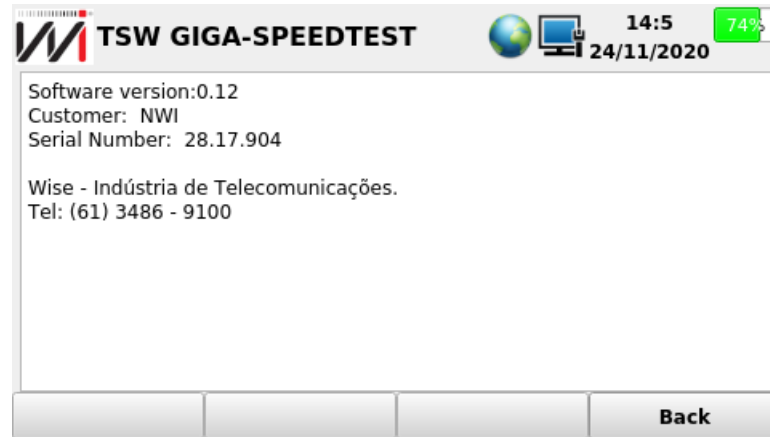 TSW GIGA-SPEEDTEST
14:5
24/11/2020
74%
Software version:0.12
Customer: NWI
Serial Number: 28.17.904
Wise - Indústria de Telecomunicações.
Tel: (61) 3486 - 9100
Back